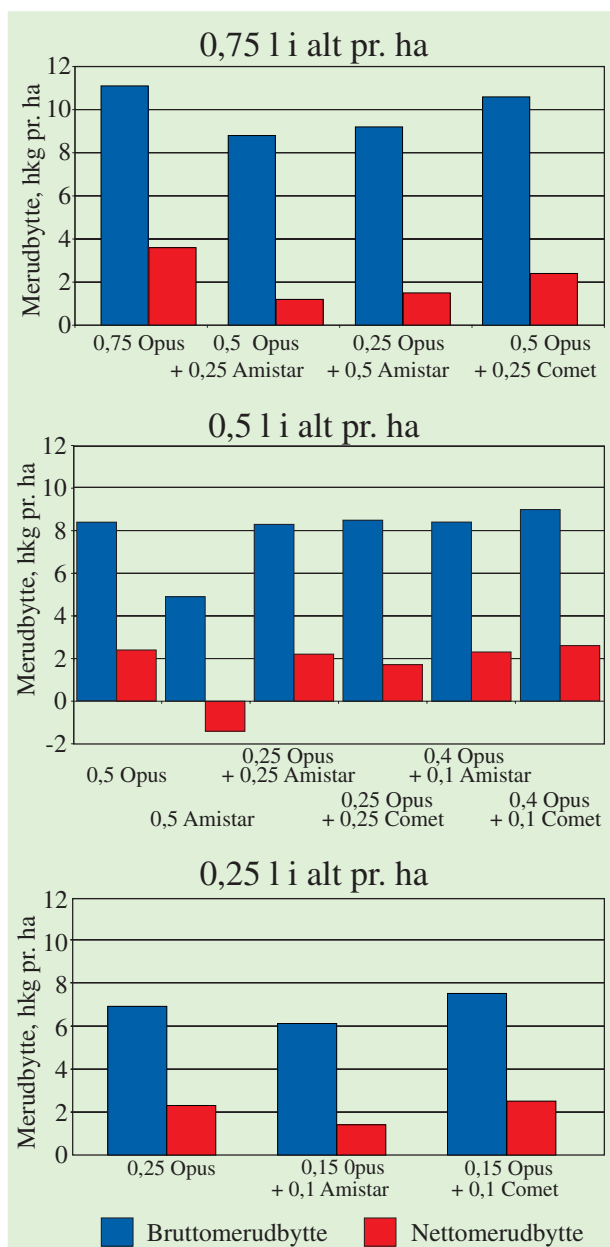 0,75 l i alt pr. ha
Merudbytte, hkg pr. ha
12
10
8
6
4
2
0
0,75 Opus
0,5 Opus
+ 0,25 Amistar
0,25 Opus
+ 0,5 Amistar
0,5 Opus
+ 0,25 Comet
0,5 l i alt pr. ha
Merudbytte, hkg pr. ha
12
10
8
6
4
2
0
-2
0,5 Opus
0,5 Amistar
0,25 Opus
+ 0,25 Amistar
0,25 Opus
+ 0,25 Comet
0,4 Opus
+ 0,1 Amistar
0,4 Opus
+ 0,1 Comet
0,25 l i alt pr. ha
Merudbytte, hkg pr. ha
12
10
8
6
4
2
0
0,25 Opus
0,15 0pus
+ 0,1 Amistar
0,15 Opus
+ 0,1 Comet
Bruttomerudbytte
Nettomerudbytte